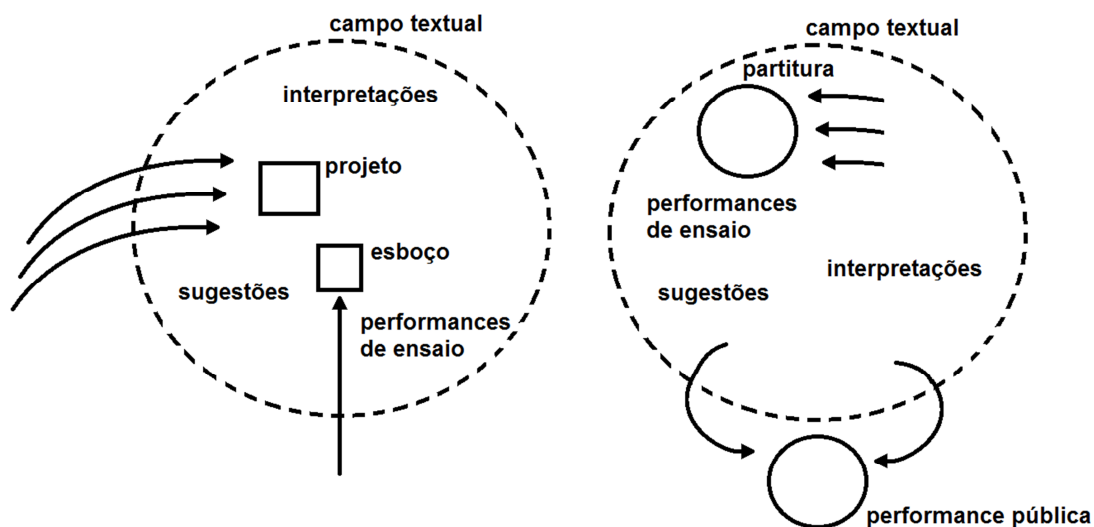 campo textual
interpretações
projeto
esboço
sugestões
performances
de ensaio
campo textual
partitura
performances
de ensaio
interpretações
sugestões
performance pública